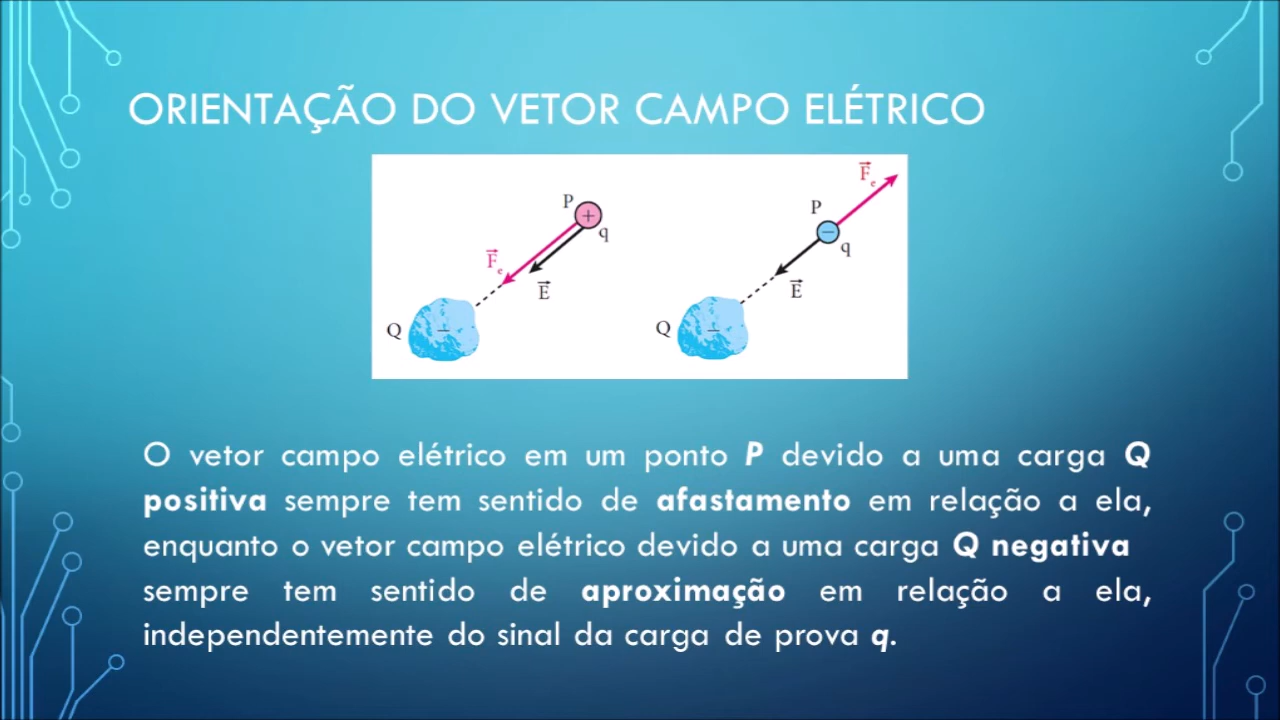 ORIENTAÇÃO DO VETOR CAMPO ELÉTRICO
P + q
F⃗e
E⃗
Q −
F⃗e
P − q
E⃗
Q −
O vetor campo elétrico em um ponto P devido a uma carga Q
positiva sempre tem sentido de afastamento em relação a ela,
enquanto o vetor campo elétrico devido a uma carga Q negativa
sempre tem sentido de aproximação em relação a ela,
independentemente do sinal da carga de prova q.